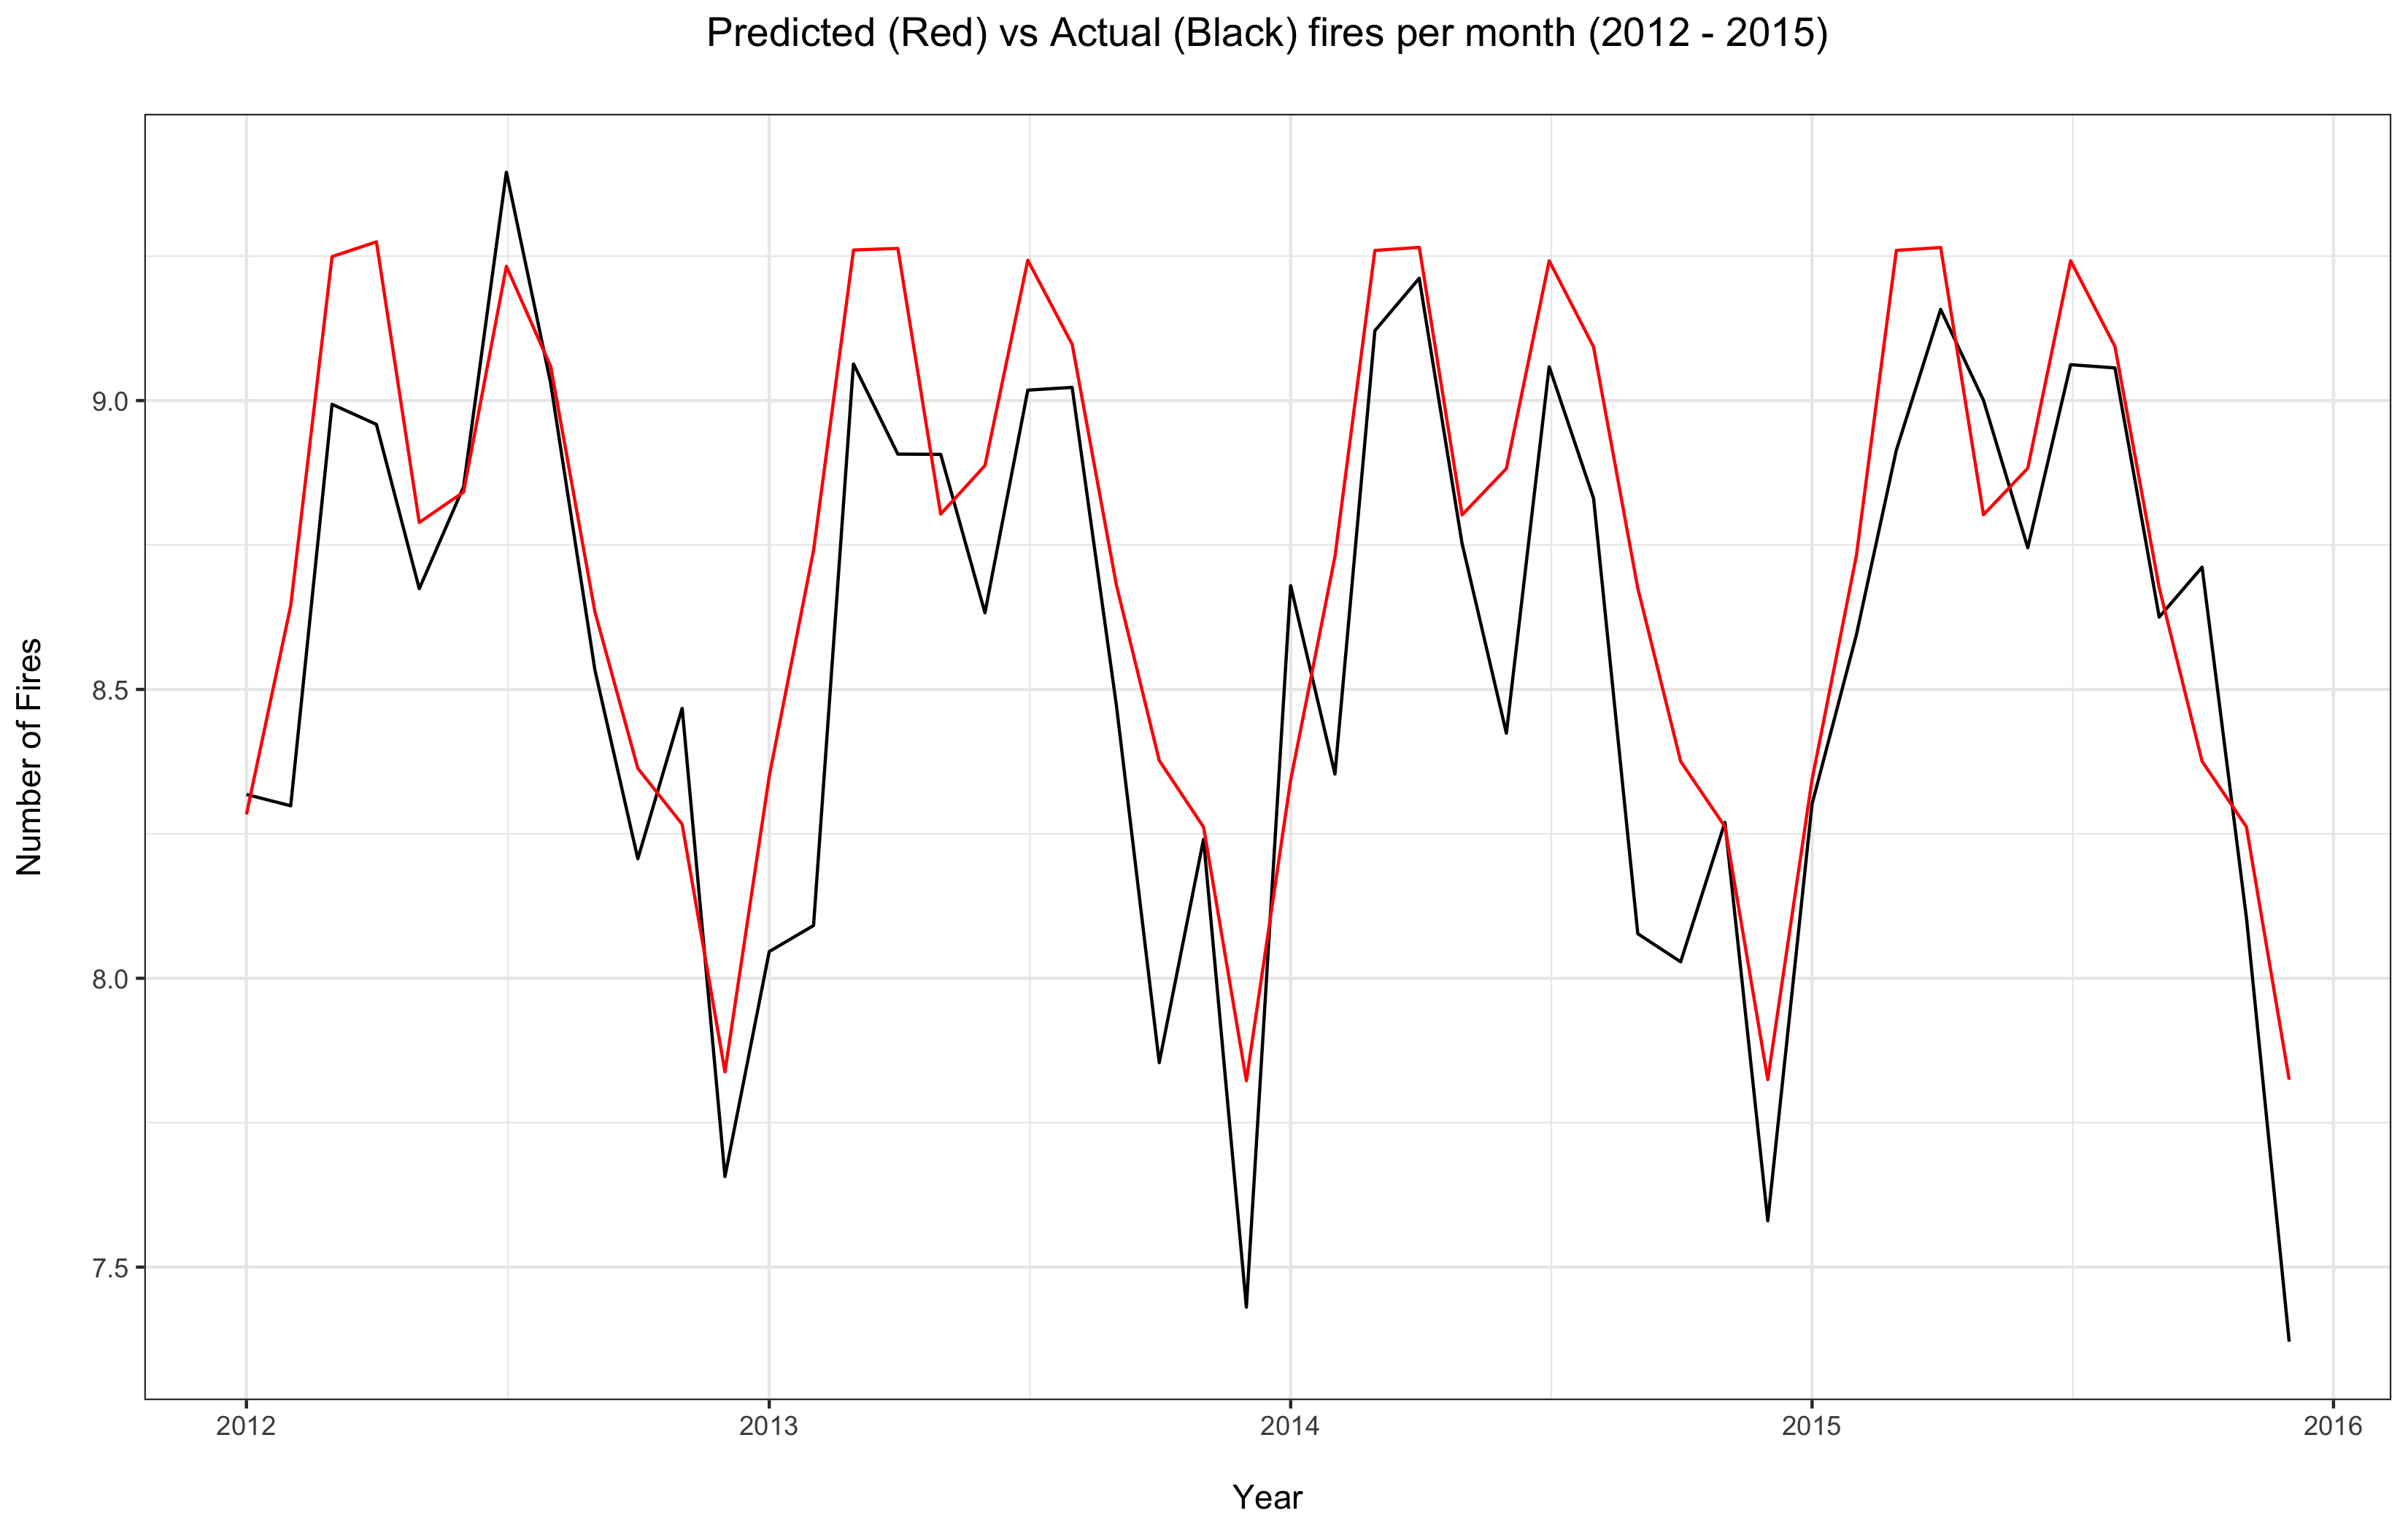 Predicted (Red) vs Actual (Black) fires per month (2012 - 2015)
Number of Fires
9.0
8.5
8.0
7.5
2012 2013 2014 2015 2016
Year